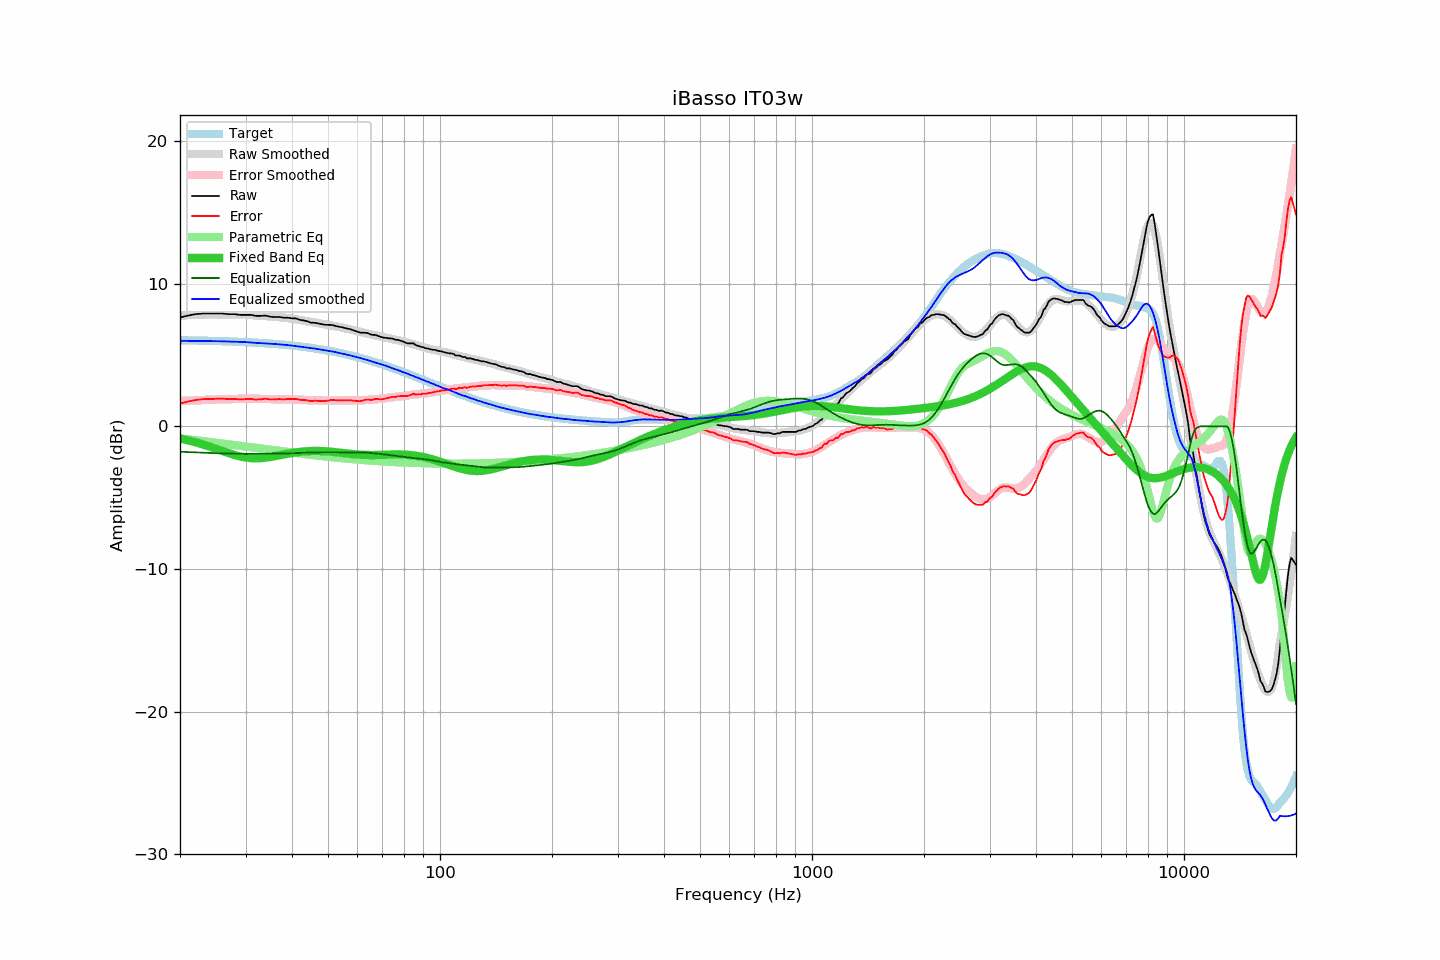 iBasso IT03w
Target
Raw Smoothed
Error Smoothed
Raw
Error
Parametric Eq
Fixed Band Eq
Equalization
Equalized smoothed
20
10
0
−10
−20
−30
Amplitude (dBr)
100
1000
10000
Frequency (Hz)